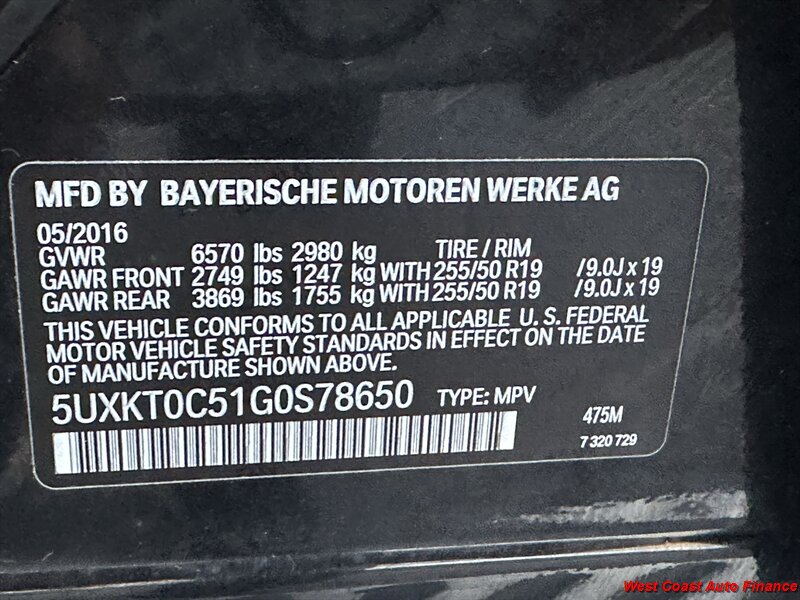 MFD BY BAYERISCHE MOTOREN WERKE AG
05/2016
GVWR 6570 lbs 2980 kg TIRE / RIM
GAWR FRONT 2749 lbs 1247 kg WITH 255/50 R19 /9.0J x 19
GAWR REAR 3869 lbs 1755 kg WITH 255/50 R19 /9.0J x 19
THIS VEHICLE CONFORMS TO ALL APPLICABLE U. S. FEDERAL
MOTOR VEHICLE SAFETY STANDARDS IN EFFECT ON THE DATE
OF MANUFACTURE SHOWN ABOVE.
5UXKT0C51G0S78650 TYPE: MPV
475M
7 320 729
West Coast Auto Finance